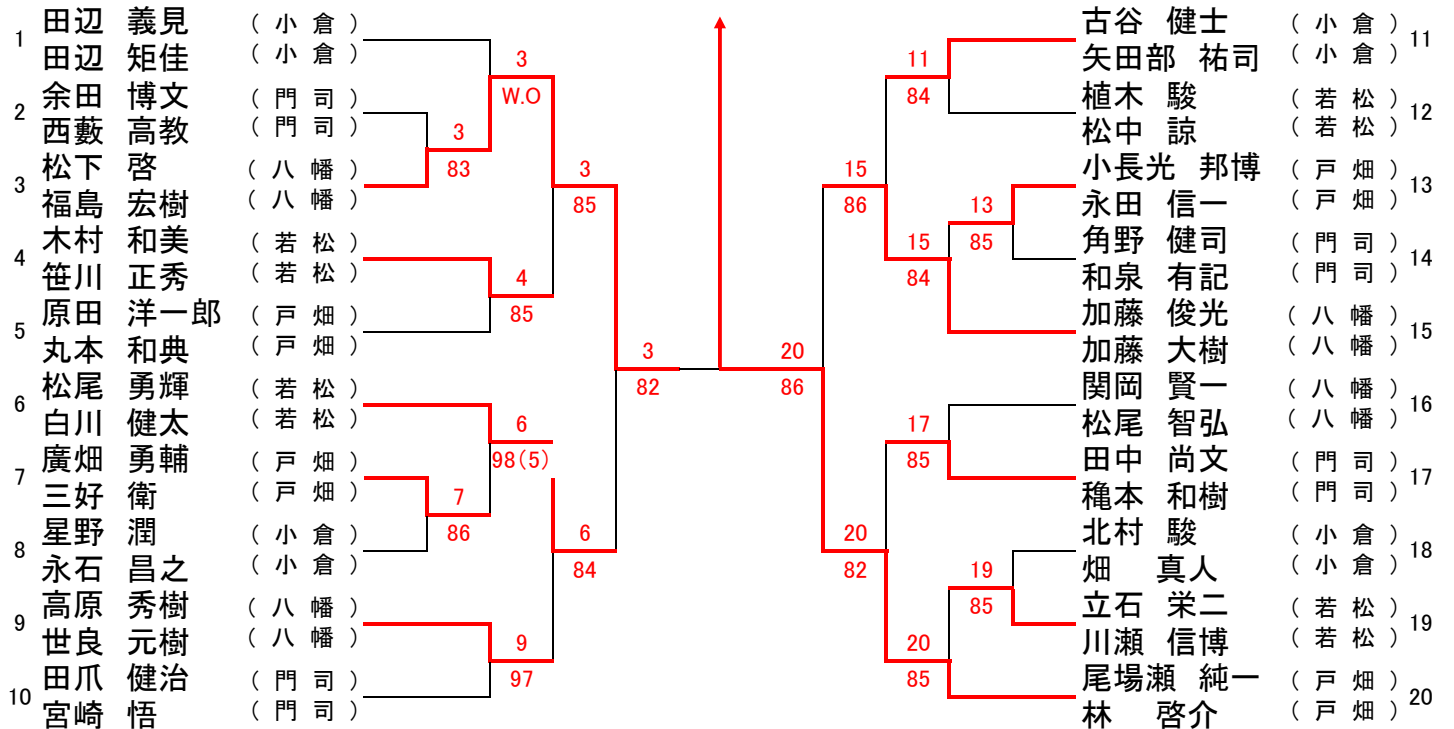 1 田辺 義見 ( 小 倉 )
田辺 矩佳 ( 小 倉 )
2 余田 博文 ( 門 司 )
西藪 高教 ( 門 司 )
3 松下 啓 ( 八 幡 )
福島 宏樹 ( 八 幡 )
4 木村 和美 ( 若 松 )
笹川 正秀 ( 若 松 )
5 原田 洋一郎 ( 戸 畑 )
丸本 和典 ( 戸 畑 )
6 松尾 勇輝 ( 若 松 )
白川 健太 ( 若 松 )
7 廣畑 勇輔 ( 戸 畑 )
三好 衛 ( 戸 畑 )
8 星野 潤 ( 小 倉 )
永石 昌之 ( 小 倉 )
9 高原 秀樹 ( 八 幡 )
世良 元樹 ( 八 幡 )
10 田爪 健治 ( 門 司 )
宮崎 悟 ( 門 司 )
3
83
7
86
3
W.O
4
85
6
98(5)
9
97
3
85
6
84
3
82
20
86
15
86
20
82
11
84
15
84
17
85
20
85
13
85
19
85
古谷 健士 ( 小 倉 ) 11
矢田部 祐司 ( 小 倉 )
植木 駿 ( 若 松 ) 12
松中 諒 ( 若 松 )
小長光 邦博 ( 戸 畑 ) 13
永田 信一 ( 戸 畑 )
角野 健司 ( 門 司 ) 14
和泉 有記 ( 門 司 )
加藤 俊光 ( 八 幡 ) 15
加藤 大樹 ( 八 幡 )
関岡 賢一 ( 八 幡 ) 16
松尾 智弘 ( 八 幡 )
田中 尚文 ( 門 司 ) 17
穐本 和樹 ( 門 司 )
北村 駿 ( 小 倉 ) 18
畑 真人 ( 小 倉 )
立石 栄二 ( 若 松 ) 19
川瀬 信博 ( 若 松 )
尾場瀬 純一 ( 戸 畑 ) 20
林 啓介 ( 戸 畑 )